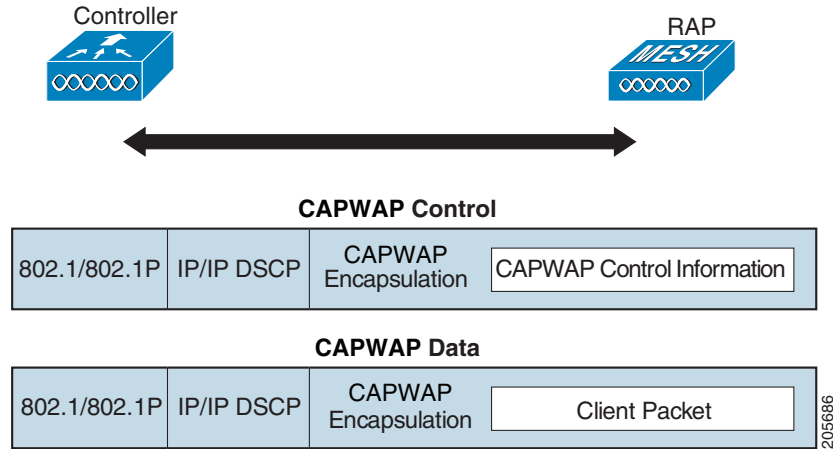 Controller
RAP
MESH
CAPWAP Control
802.1/802.1P IP/IP DSCP CAPWAP Encapsulation CAPWAP Control Information
CAPWAP Data
802.1/802.1P IP/IP DSCP CAPWAP Encapsulation Client Packet
205686